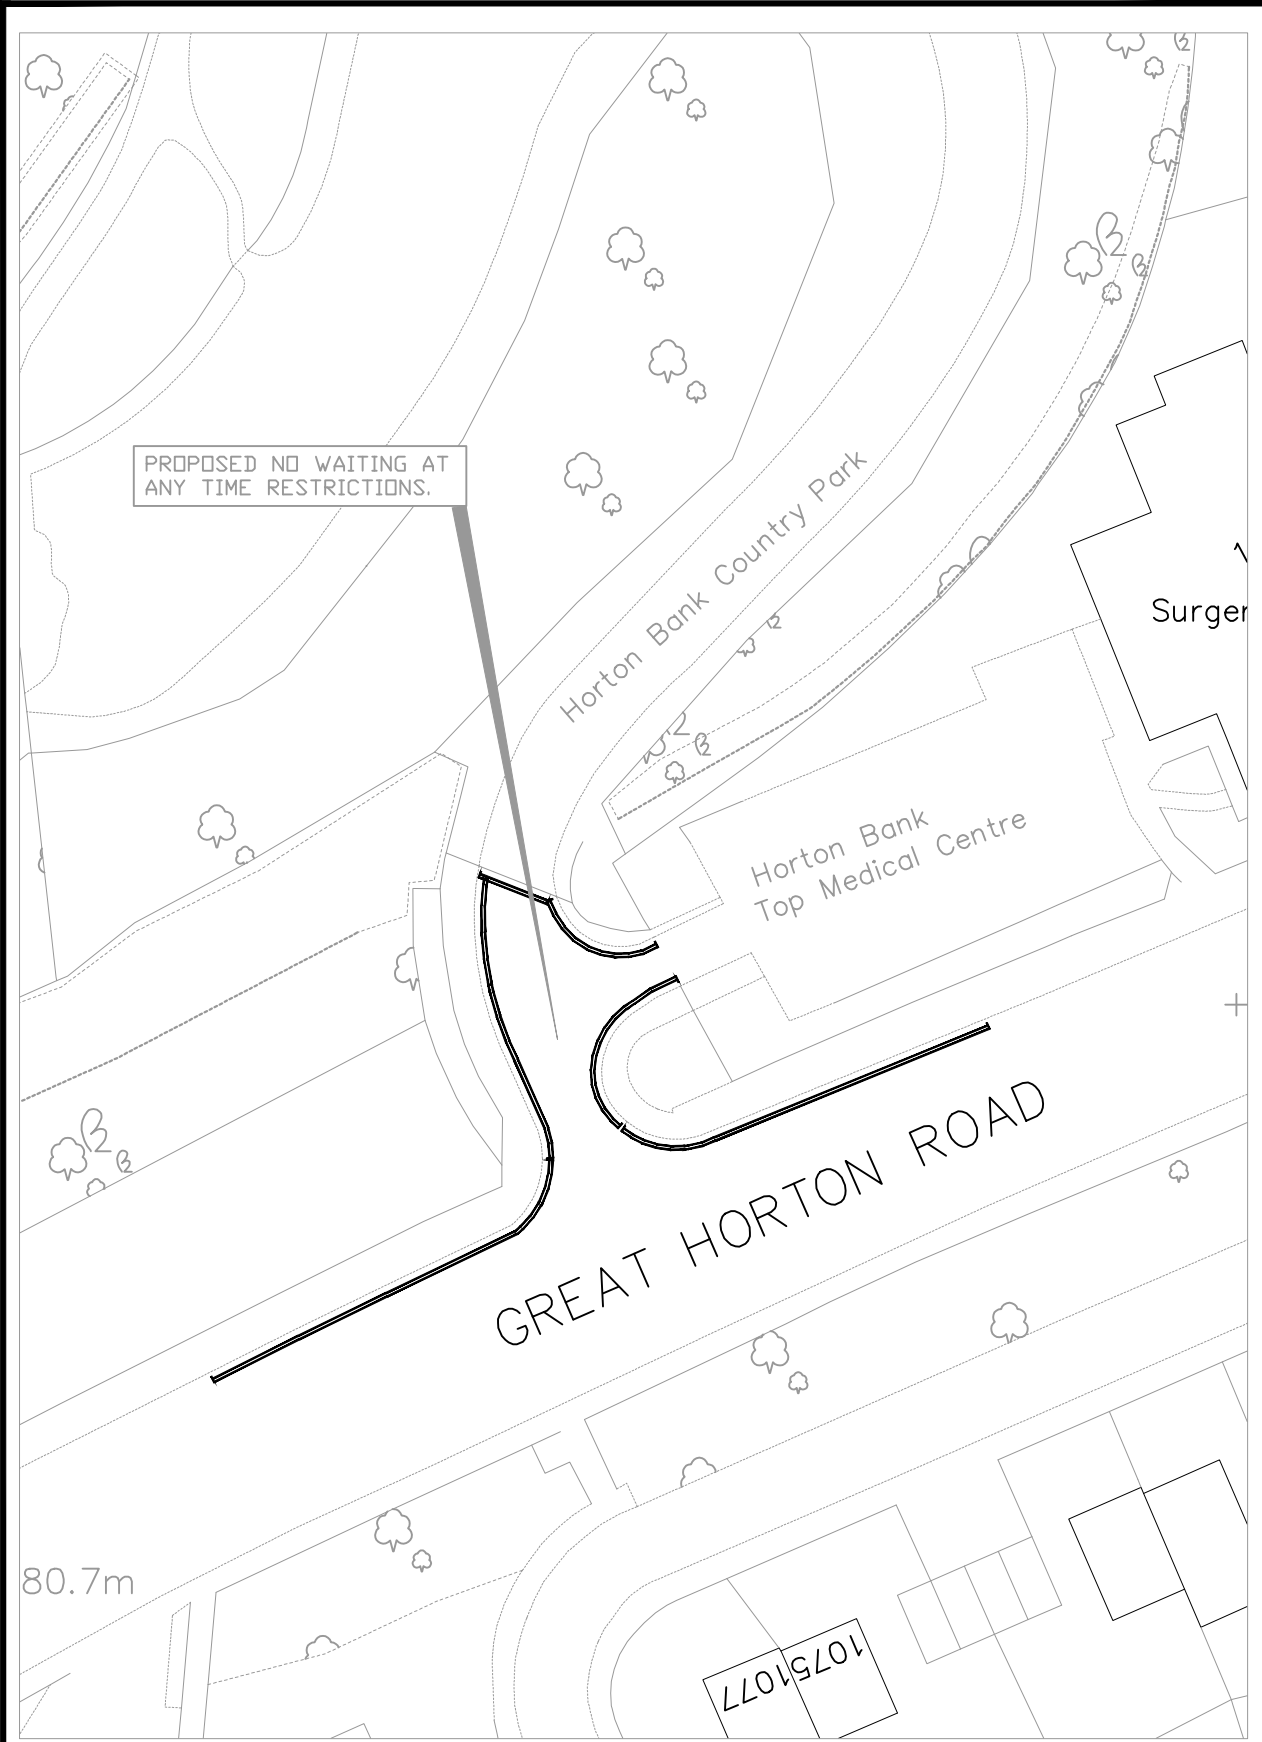 PROPOSED NO WAITING AT
ANY TIME RESTRICTIONS.
Horton Bank Country Park
Horton Bank
Top Medical Centre
GREAT HORTON ROAD
80.7m
1077
1075